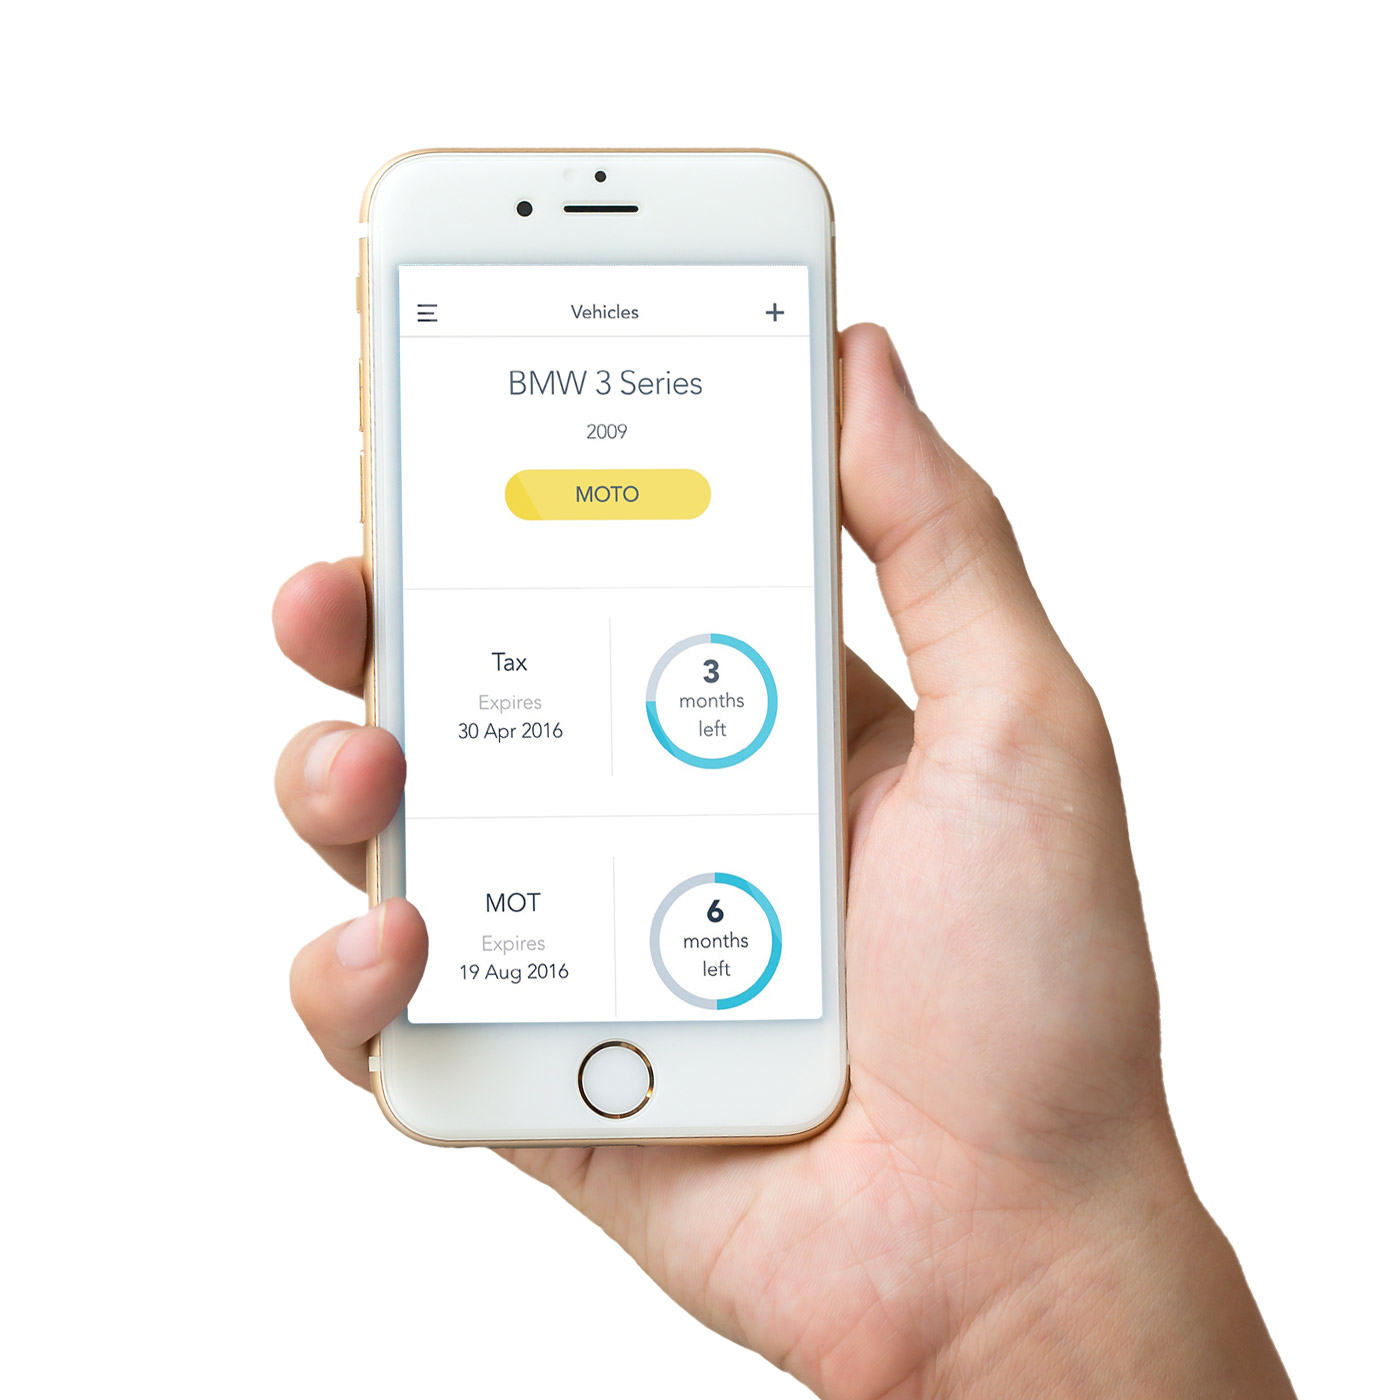 Vehicles
BMW 3 Series
2009
MOTO
Tax
Expires
30 Apr 2016
3
months
left
MOT
Expires
19 Aug 2016
6
months
left